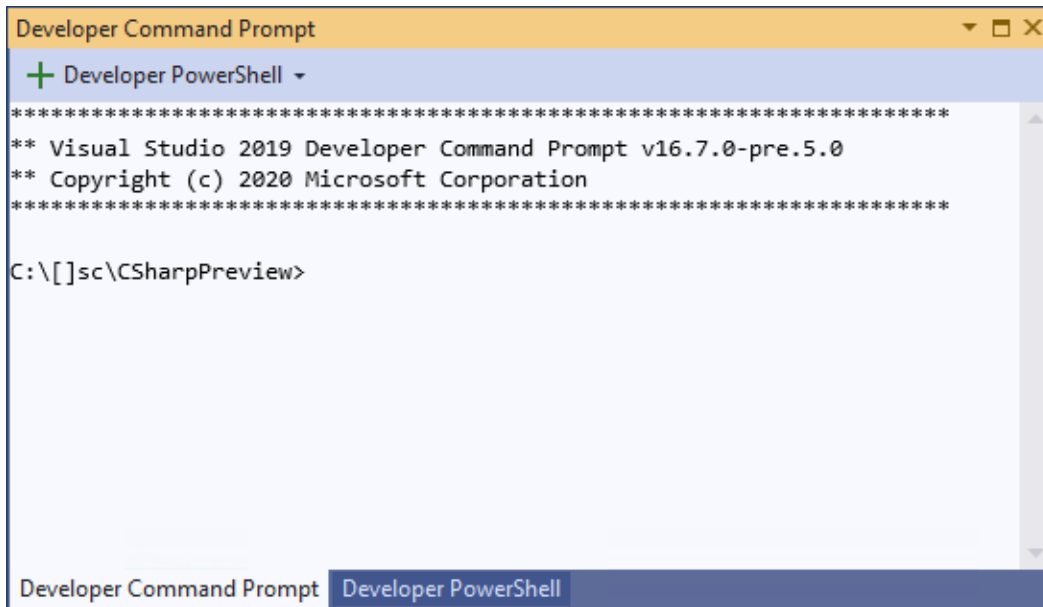 Developer Command Prompt
Developer PowerShell
**********************************************************************
** Visual Studio 2019 Developer Command Prompt v16.7.0-pre.5.0
** Copyright (c) 2020 Microsoft Corporation
**********************************************************************
C:\[]sc\CSharpPreview>
Developer Command Prompt Developer PowerShell